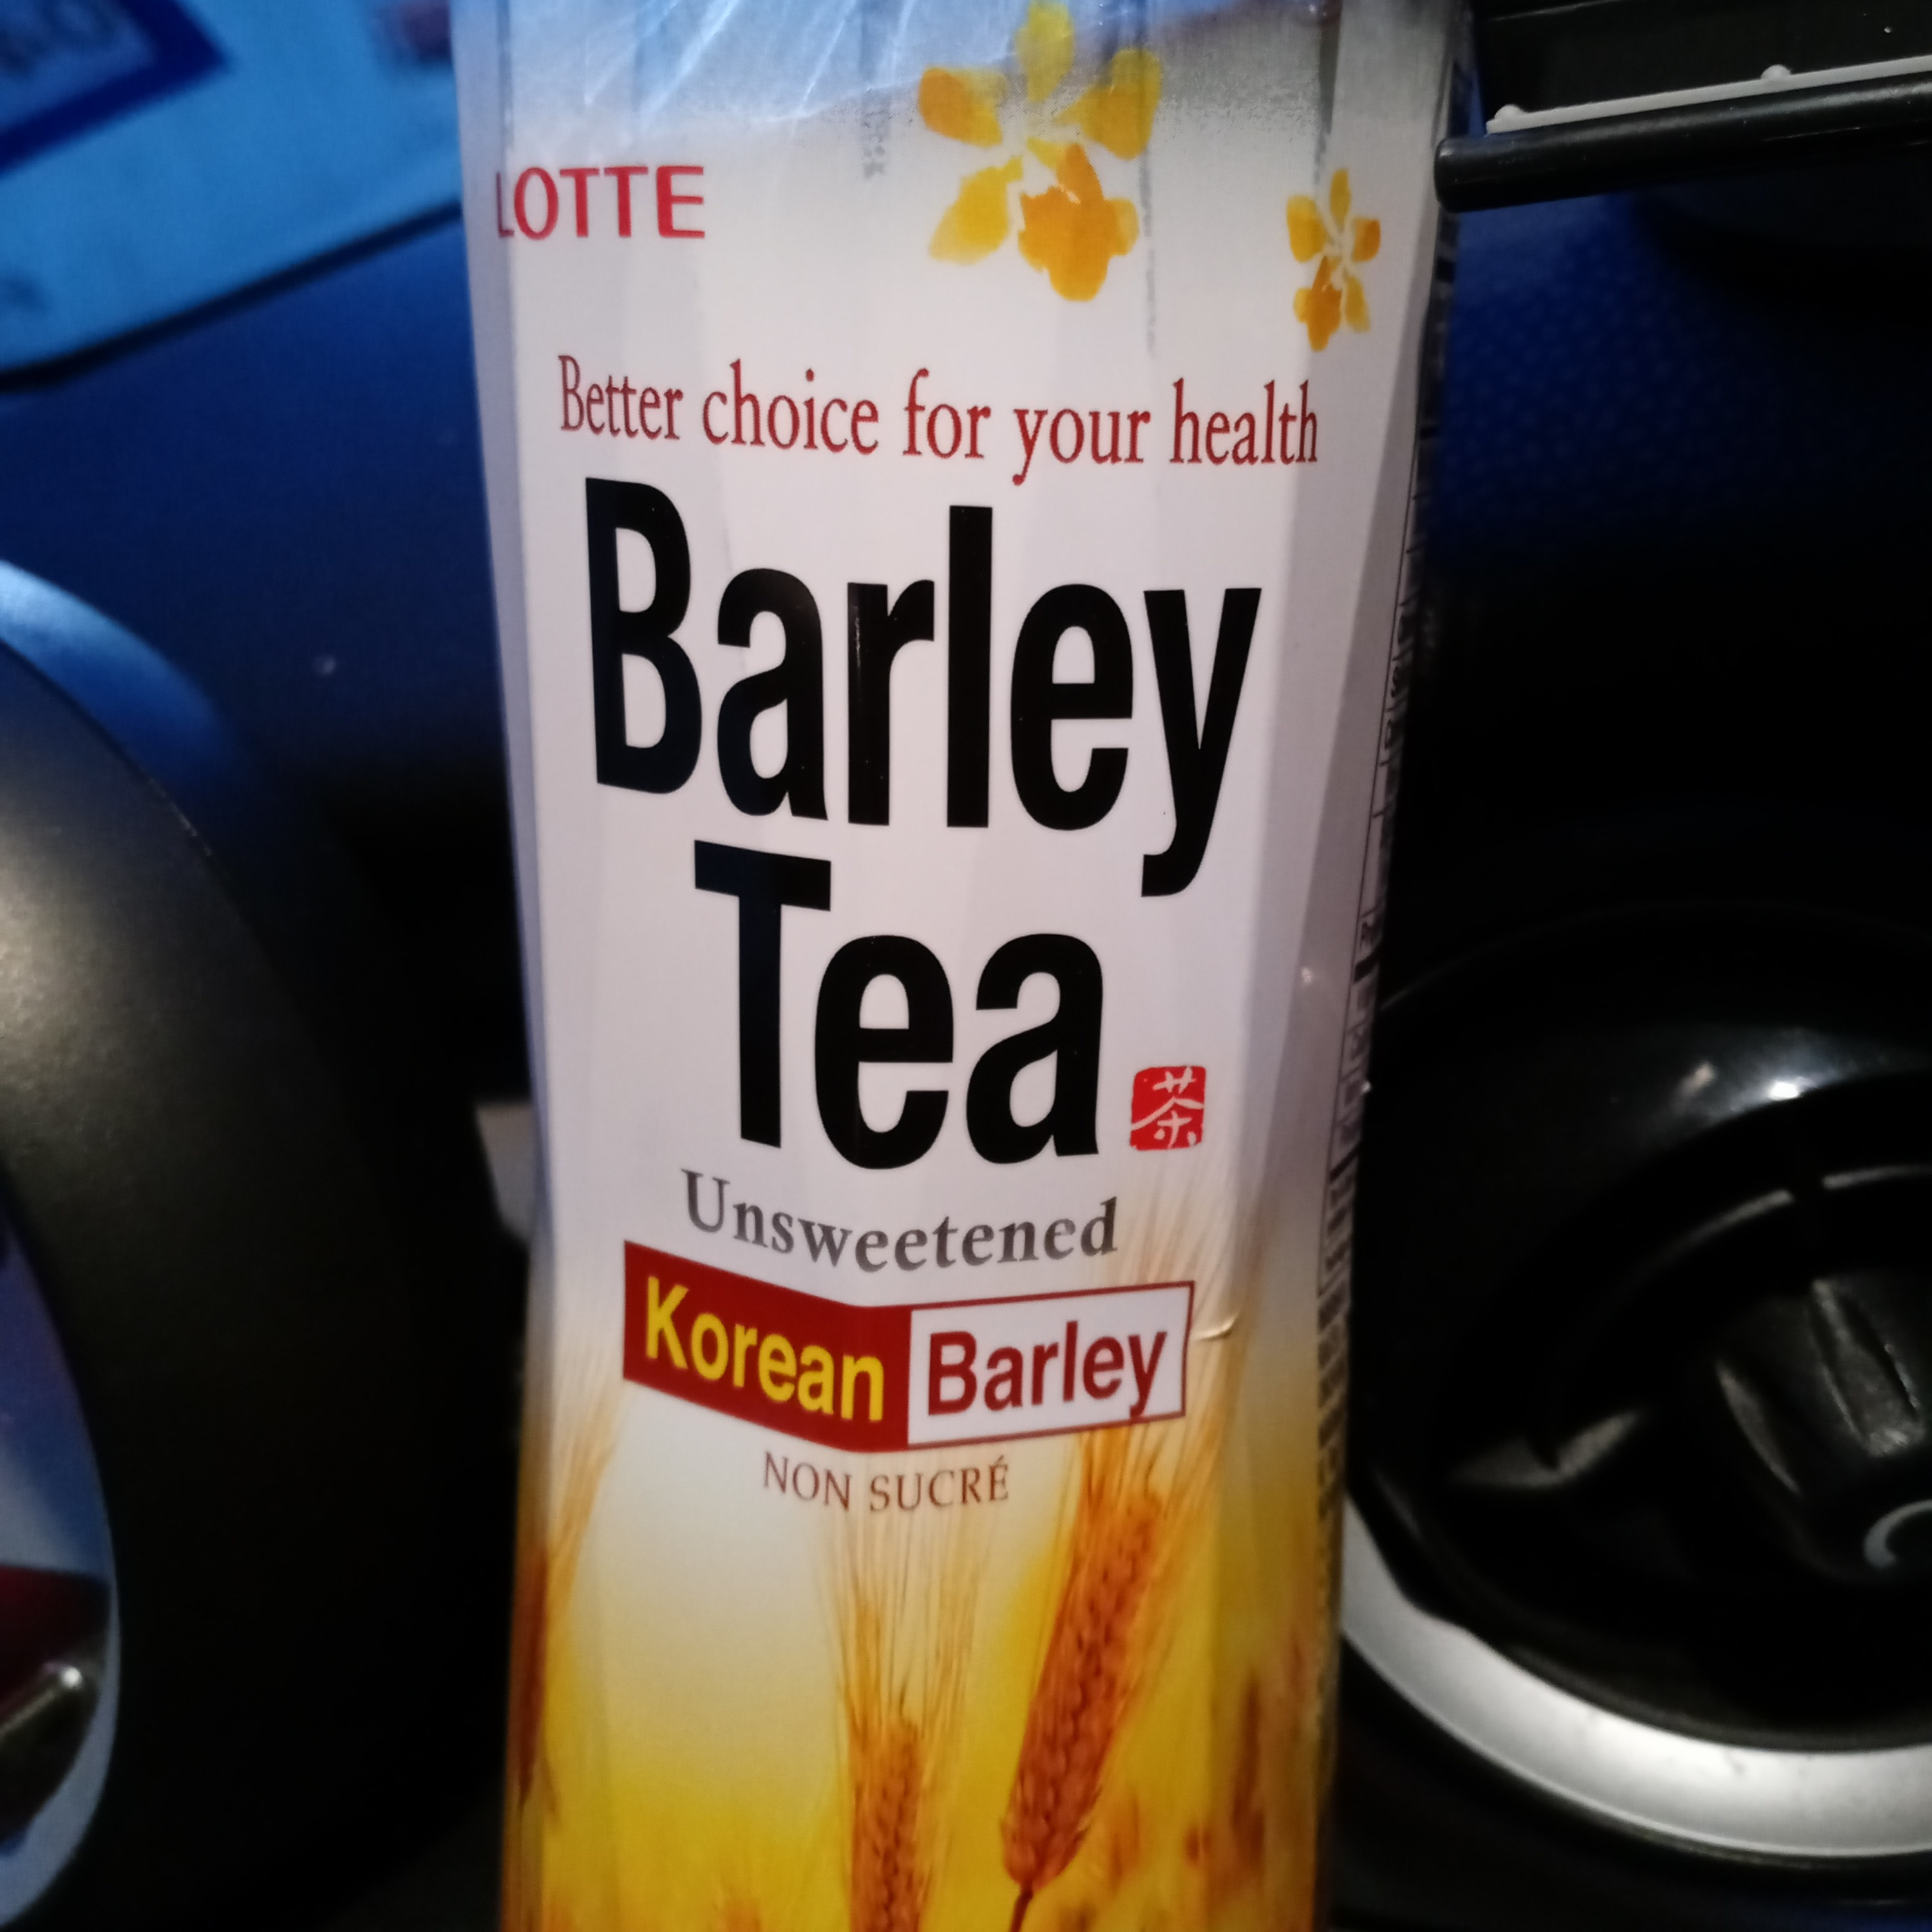 LOTTE
Better choice for your health
Barley
Tea
茶
Unsweetened
Korean Barley
NON SUCRÉ